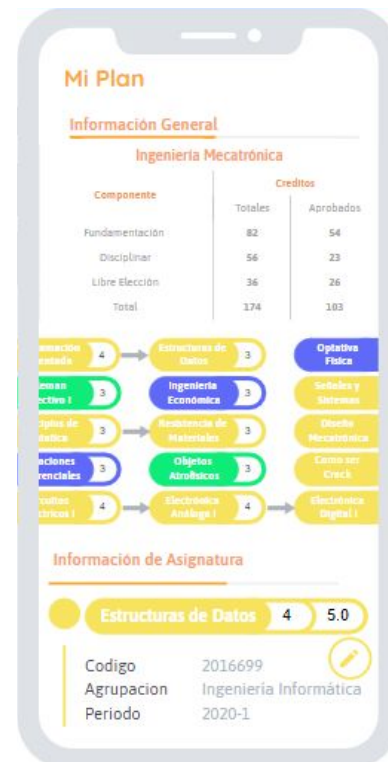 Mi Plan
Información General
Ingeniería Mecatrónica
Componente
Creditos
Totales Aprobados
Fundamentación 82 54
Disciplinar 56 23
Libre Elección 36 26
Total 174 103
4 Estructuras de Datos 3 Optativa Física
3 Ingeniería Económica 3 Señales y Sistemas
3 Resistencia de Materiales 3 Diseño Mecatrónica
3 Objetos Atrofísicos 3 Como ser Crack
4 Electrónica Análoga I 4 Electrónica Digital I
Información de Asignatura
Estructuras de Datos 4 5.0
Codigo 2016699
Agrupacion Ingeniería Informática
Periodo 2020-1